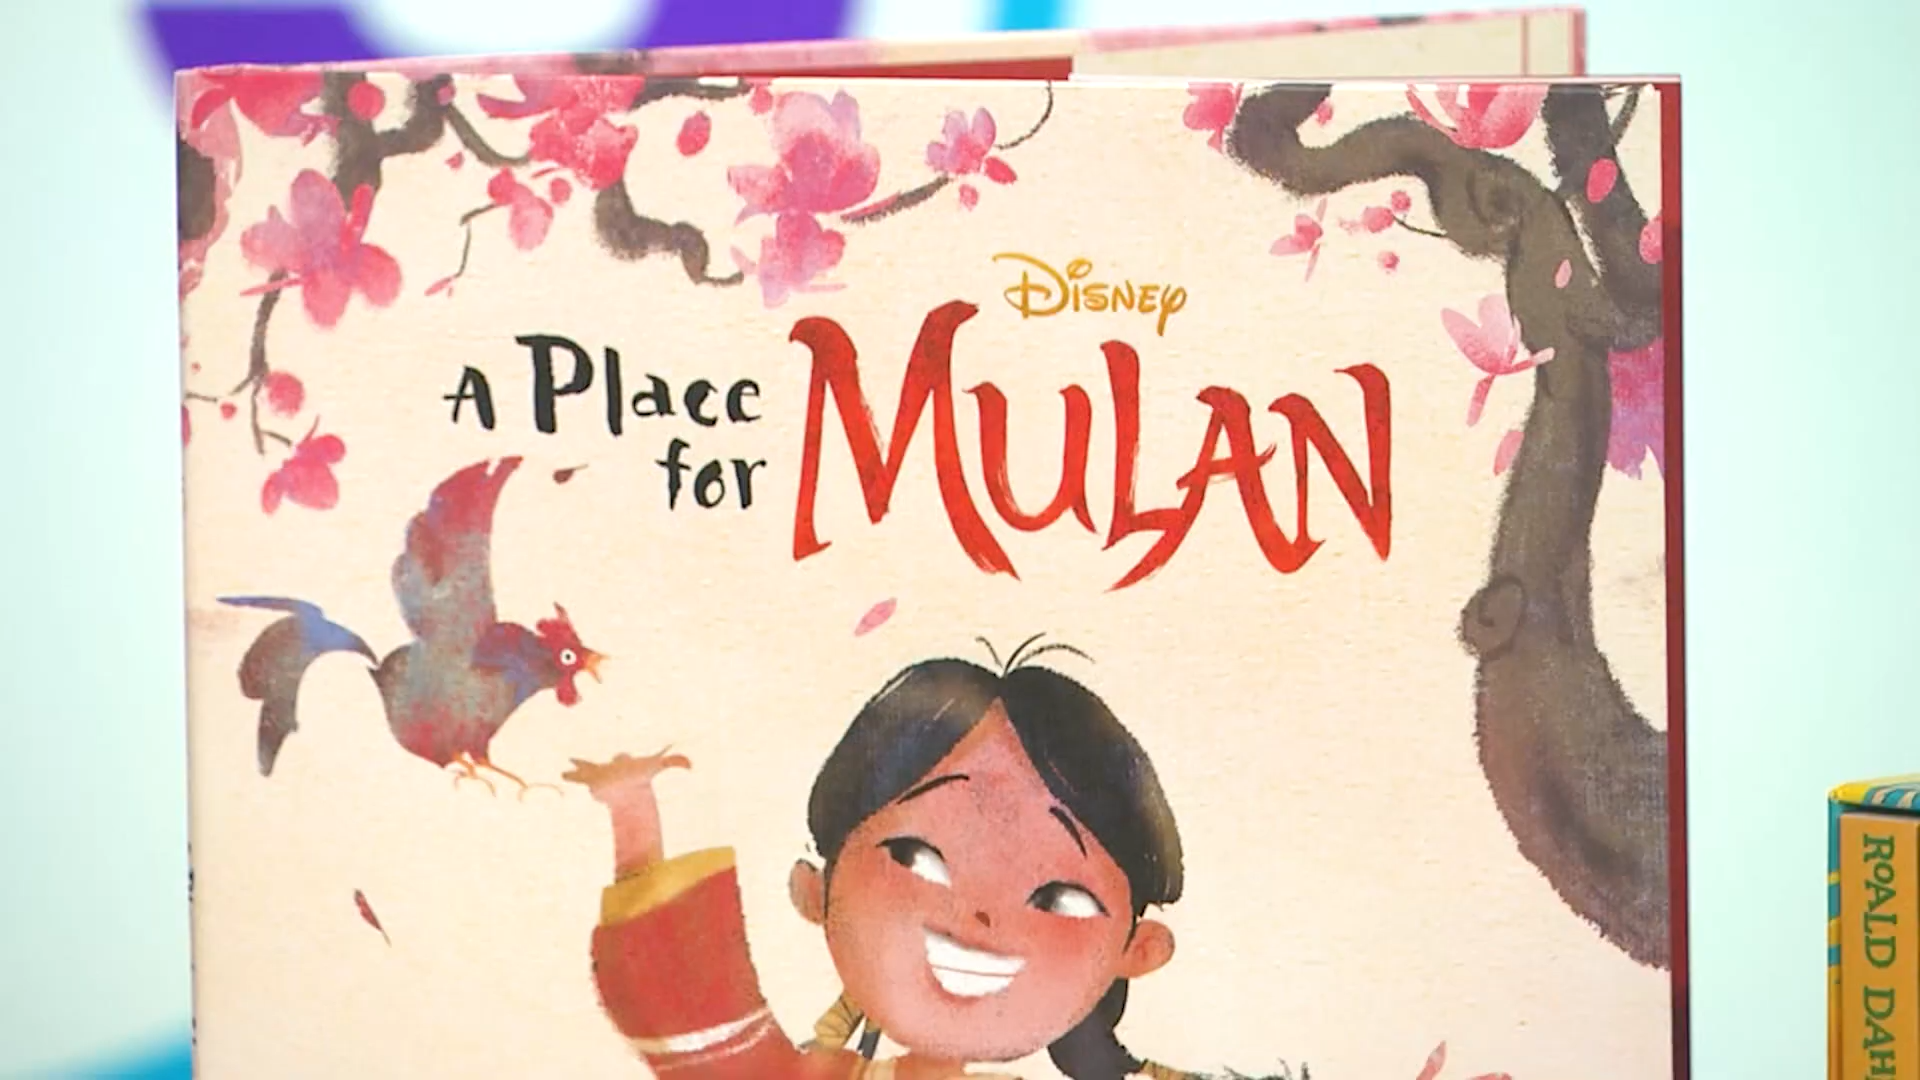 Disney
A Place
for
MULAN
ROALD DAH